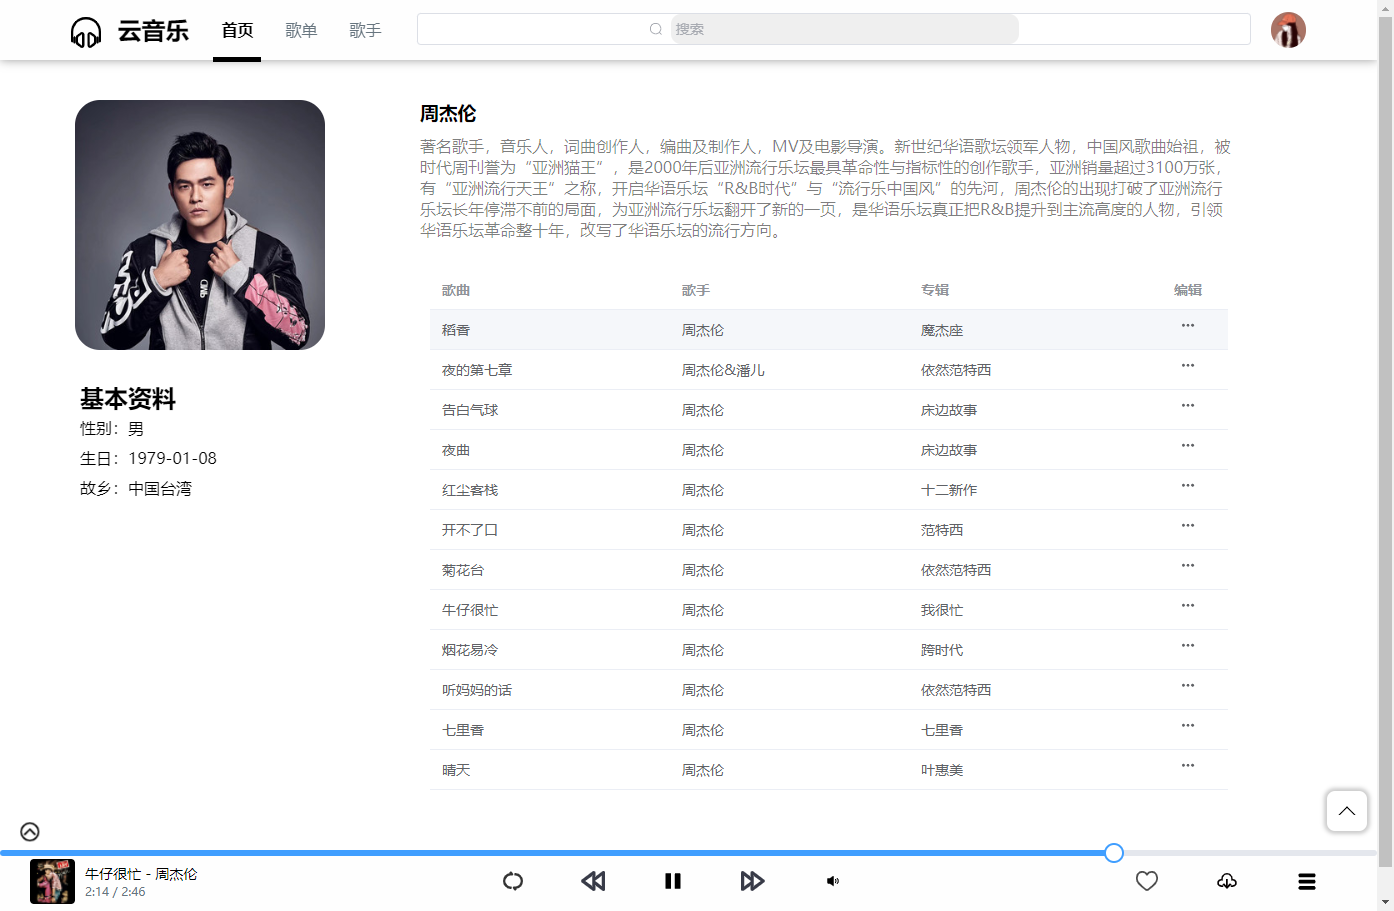 云音乐 首页 歌单 歌手 搜索
周杰伦
著名歌手，音乐人，词曲创作人，编曲及制作人，MV及电影导演。新世纪华语歌坛领军人物，中国风歌曲始祖，被
时代周刊誉为“亚洲猫王”，是2000年后亚洲流行乐坛最具革命性与指标性的创作歌手，亚洲销量超过3100万张，
有“亚洲流行天王”之称，开启华语乐坛“R&B时代”与“流行乐中国风”的先河，周杰伦的出现打破了亚洲流行
乐坛长年停滞不前的局面，为亚洲流行乐坛翻开了新的一页，是华语乐坛真正把R&B提升到主流高度的人物，引领
华语乐坛革命整十年，改写了华语乐坛的流行方向。
基本资料
性别：男
生日：1979-01-08
故乡：中国台湾
歌曲 歌手 专辑 编辑
稻香 周杰伦 魔杰座
夜的第七章 周杰伦&潘儿 依然范特西
告白气球 周杰伦 床边故事
夜曲 周杰伦 床边故事
红尘客栈 周杰伦 十二新作
开不了口 周杰伦 范特西
菊花台 周杰伦 依然范特西
牛仔很忙 周杰伦 我很忙
烟花易冷 周杰伦 跨时代
听妈妈的话 周杰伦 依然范特西
七里香 周杰伦 七里香
晴天 周杰伦 叶惠美
牛仔很忙 - 周杰伦
2:14 / 2:46